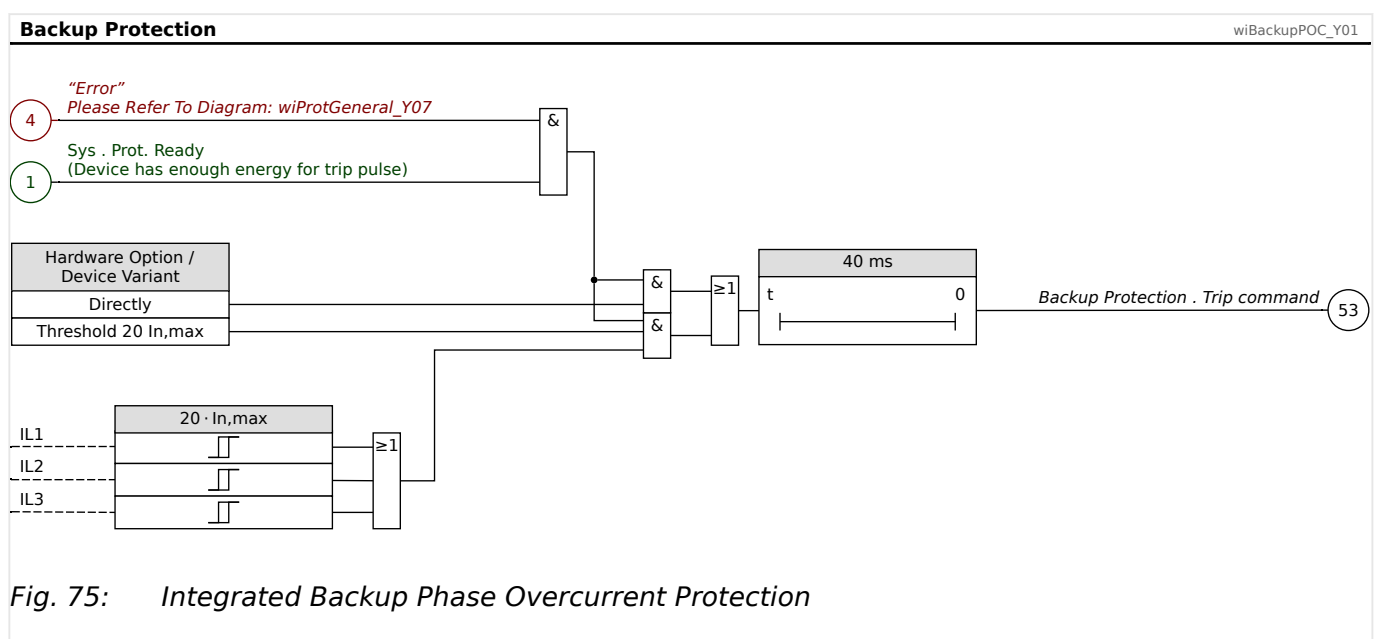 Backup Protection
wiBackupPOC_Y01
“Error”
Please Refer To Diagram: wiProtGeneral_Y07
4
&
Sys . Prot. Ready
(Device has enough energy for trip pulse)
1
Hardware Option /
Device Variant
Directly
Threshold 20 In,max
&
&
≥1
40 ms
t 0
Backup Protection . Trip command
53
20 · In,max
IL1
IL2
IL3
≥1
Fig. 75: Integrated Backup Phase Overcurrent Protection